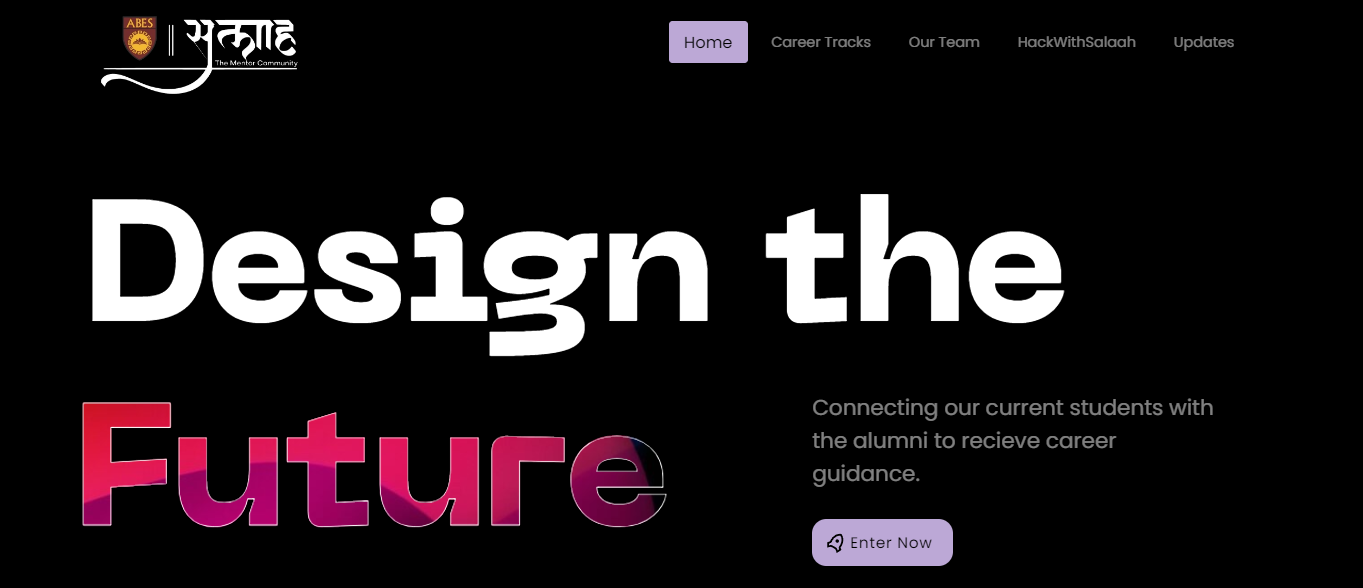 ABES
The Mentor Community
Home
Career Tracks
Our Team
HackWithSalaah
Updates
Design the
Future
Connecting our current students with
the alumni to recieve career
guidance.
Enter Now